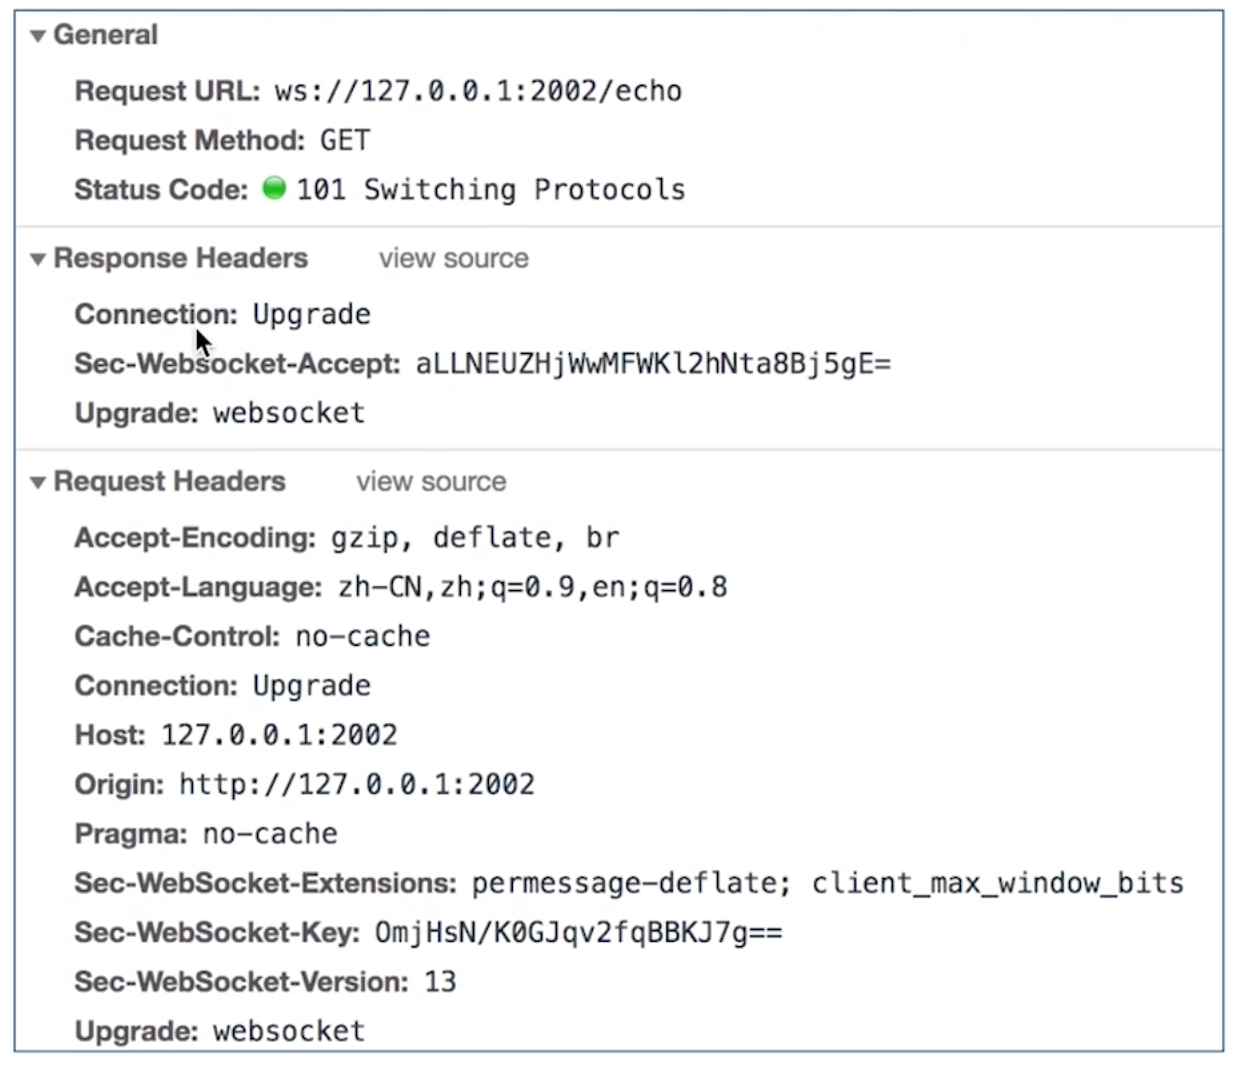 General
Request URL: ws://127.0.0.1:2002/echo
Request Method: GET
Status Code: 101 Switching Protocols
Response Headers view source
Connection: Upgrade
Sec-Websocket-Accept: aLLNEUZHjWwMFWKl2hNta8Bj5gE=
Upgrade: websocket
Request Headers view source
Accept-Encoding: gzip, deflate, br
Accept-Language: zh-CN,zh;q=0.9,en;q=0.8
Cache-Control: no-cache
Connection: Upgrade
Host: 127.0.0.1:2002
Origin: http://127.0.0.1:2002
Pragma: no-cache
Sec-WebSocket-Extensions: permessage-deflate; client_max_window_bits
Sec-WebSocket-Key: OmjHsN/K0GJqv2fqBBKJ7g==
Sec-WebSocket-Version: 13
Upgrade: websocket